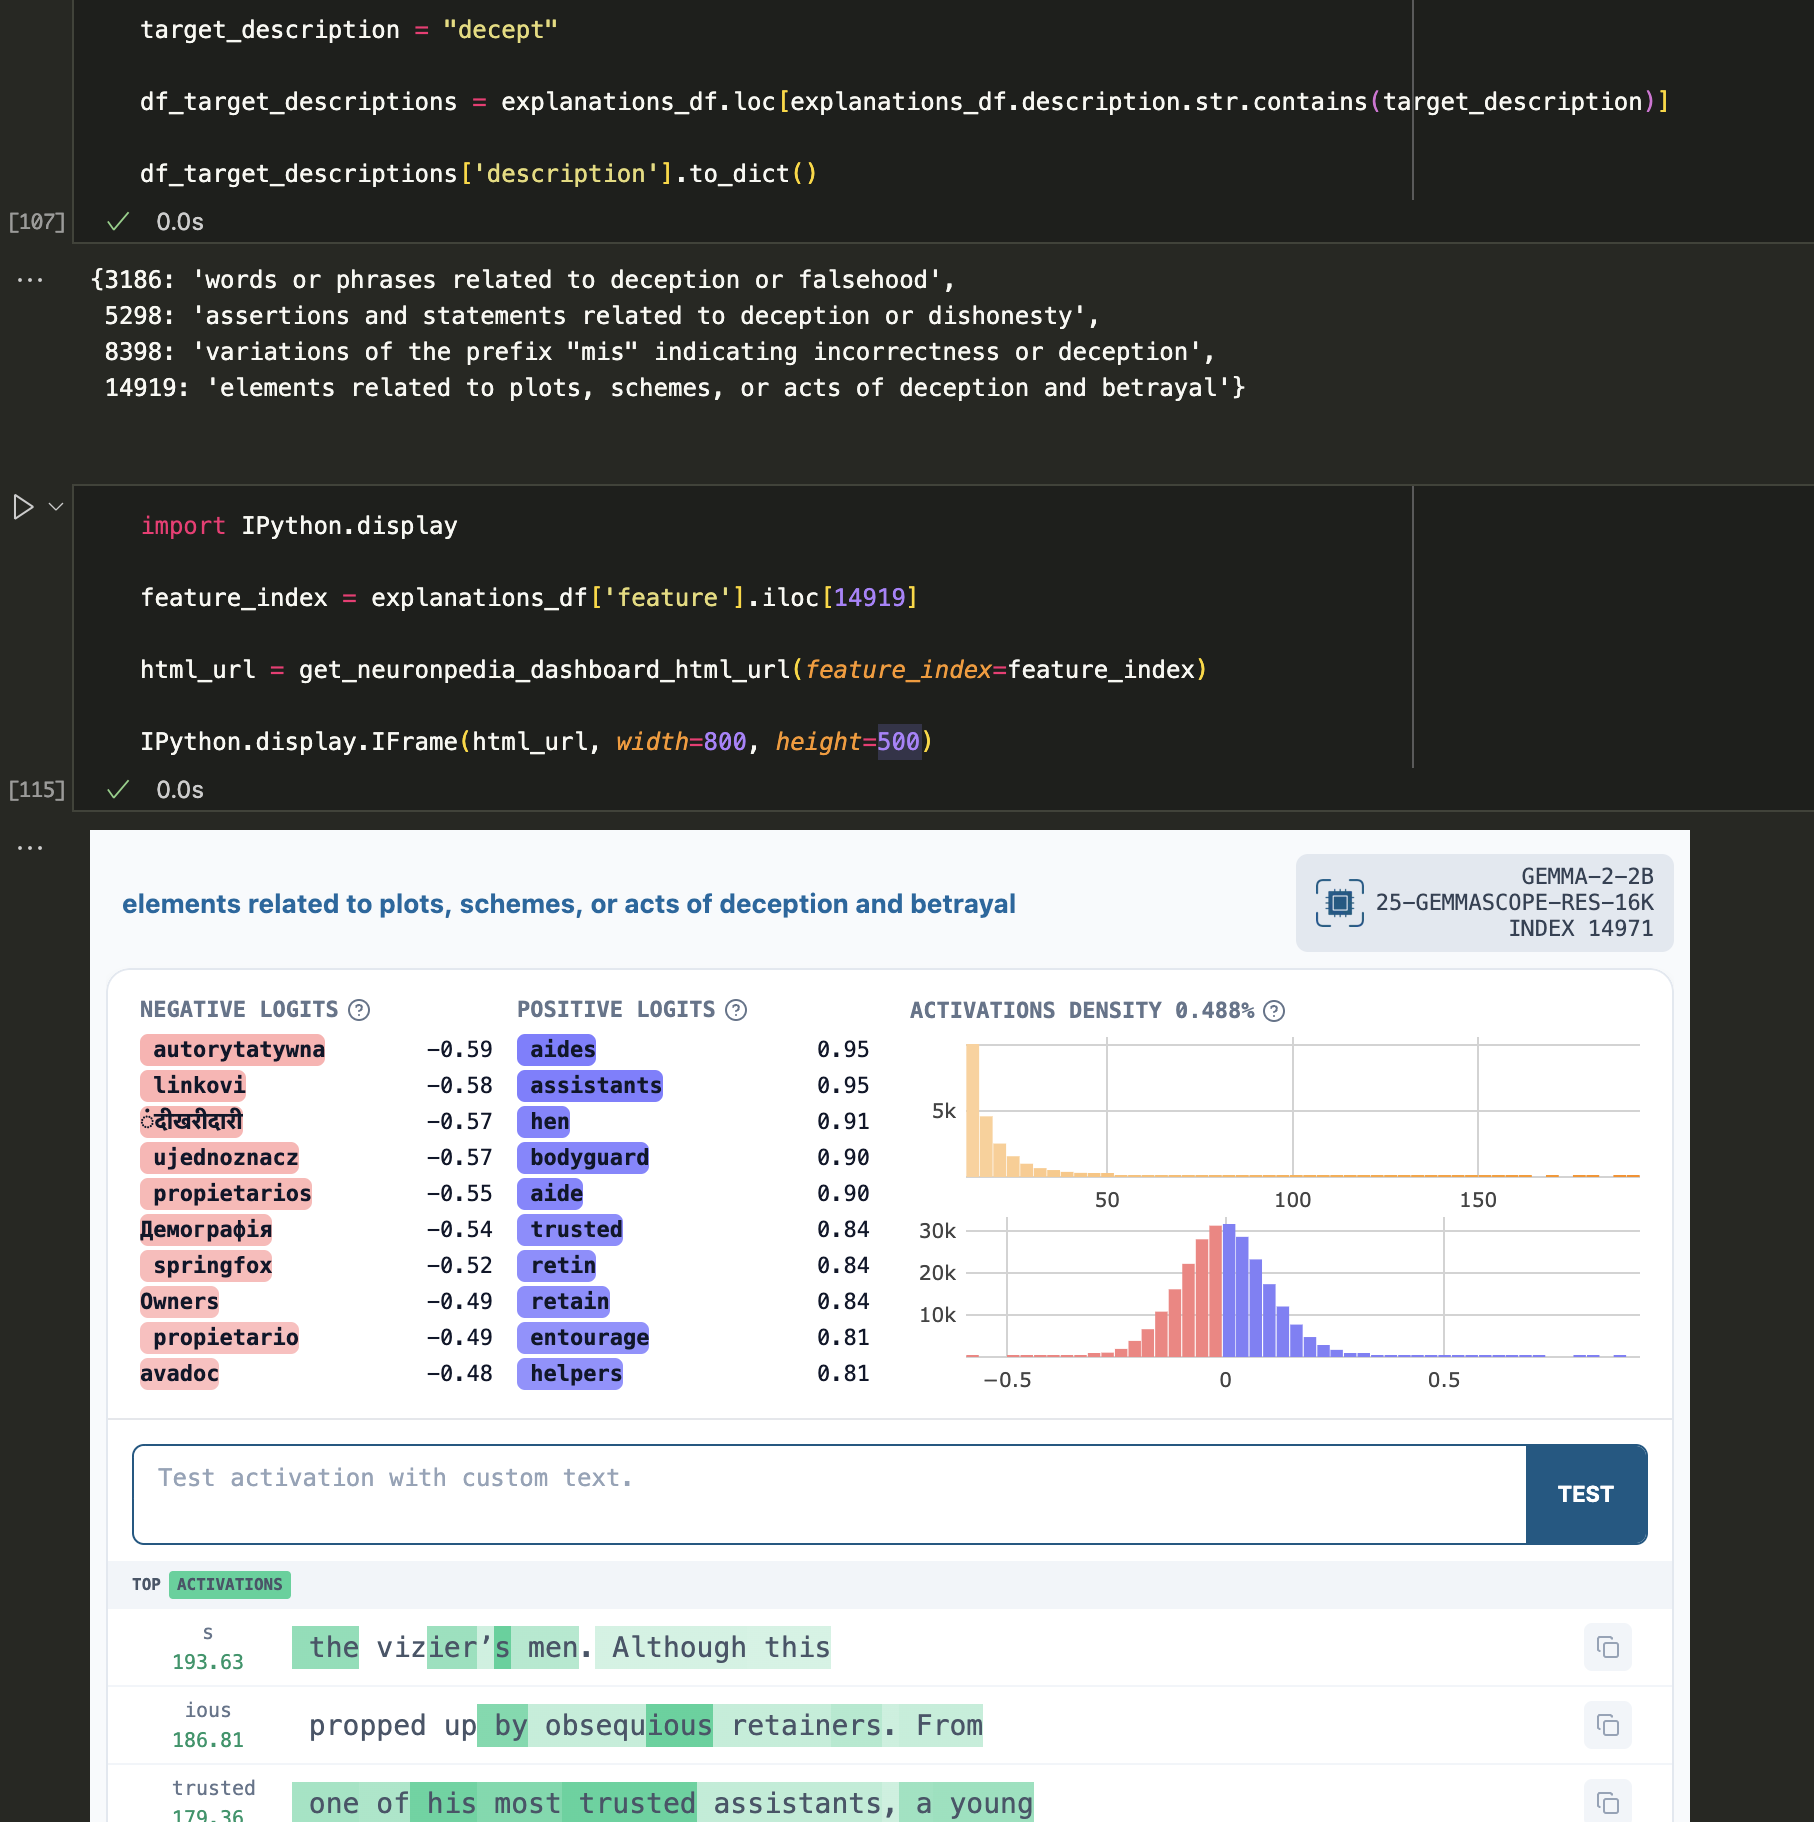 target_description = "decept"
df_target_descriptions = explanations_df.loc[explanations_df.description.str.contains(target_description)]
df_target_descriptions['description'].to_dict()
[107]
0.0s
...
{3186: 'words or phrases related to deception or falsehood',
5298: 'assertions and statements related to deception or dishonesty',
8398: 'variations of the prefix "mis" indicating incorrectness or deception',
14919: 'elements related to plots, schemes, or acts of deception and betrayal'}
import IPython.display
feature_index = explanations_df['feature'].iloc[14919]
html_url = get_neuronpedia_dashboard_html_url(feature_index=feature_index)
IPython.display.IFrame(html_url, width=800, height=500)
[115]
0.0s
...
elements related to plots, schemes, or acts of deception and betrayal
GEMMA-2-2B
25-GEMMASCOPE-RES-16K
INDEX 14971
NEGATIVE LOGITS ?
autorytatywna −0.59
linkovi −0.58
ंदीखरीदारी −0.57
ujednoznacz −0.57
propietarios −0.55
Демографія −0.54
springfox −0.52
Owners −0.49
propietario −0.49
avadoc −0.48
POSITIVE LOGITS ?
aides 0.95
assistants 0.95
hen 0.91
bodyguard 0.90
aide 0.90
trusted 0.84
retin 0.84
retain 0.84
entourage 0.81
helpers 0.81
ACTIVATIONS DENSITY 0.488% ?
5k
50 100 150
30k
20k
10k
−0.5 0 0.5
Test activation with custom text.
TEST
TOP ACTIVATIONS
s
193.63
the vizier’s men. Although this
ious
186.81
propped up by obsequious retainers. From
trusted
179.36
one of his most trusted assistants, a young